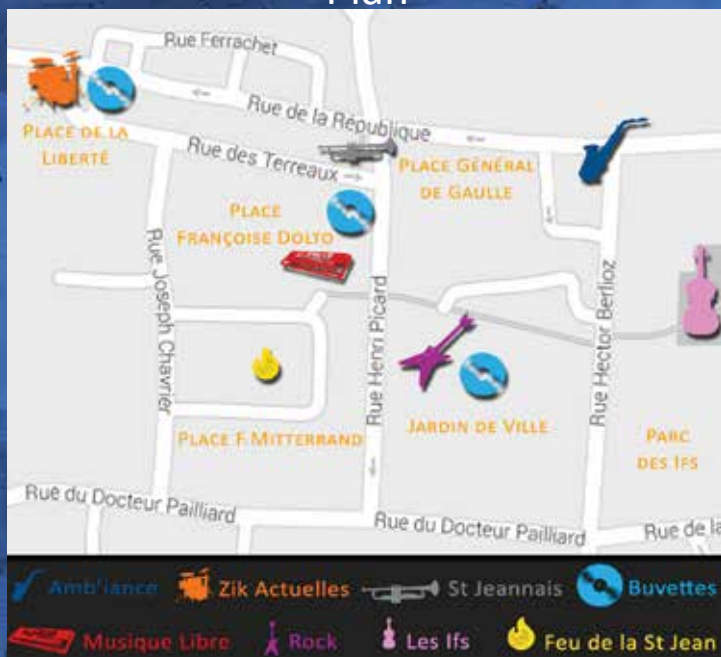 Plan
Rue Ferrachet
Rue de la République
PLACE DE LA
LIBERTÉ
Rue des Terreaux
PLACE GÉNÉRAL
DE GAULLE
PLACE
FRANÇOISE DOLTO
Rue Joseph Chavrier
Rue Henri Picard
Rue Hector Berlioz
PLACE F. MITTERRAND
JARDIN DE VILLE
PARC
DES IFS
Rue du Docteur Pailliard
Rue du Docteur Pailliard
Rue de la
Amb'iance Zik Actuelles St Jeannais Buvettes
Musique Libre Rock Les Ifs Feu de la St Jean